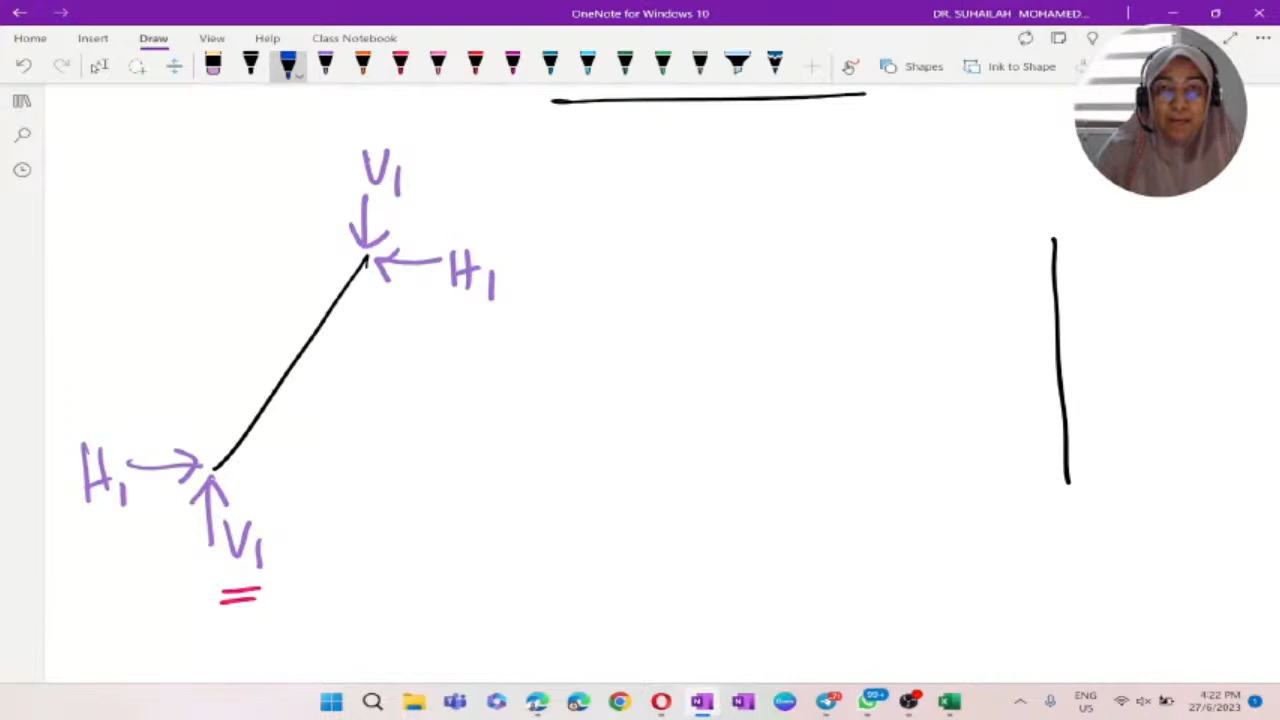 OneNote for Windows 10
DR. SUHAILAH MOHAMED...
Home Insert Draw View Help Class Notebook
Shapes Ink to Shape
V1
H1
H1
V1
99+
ENG
US
4:22 PM
27/6/2023